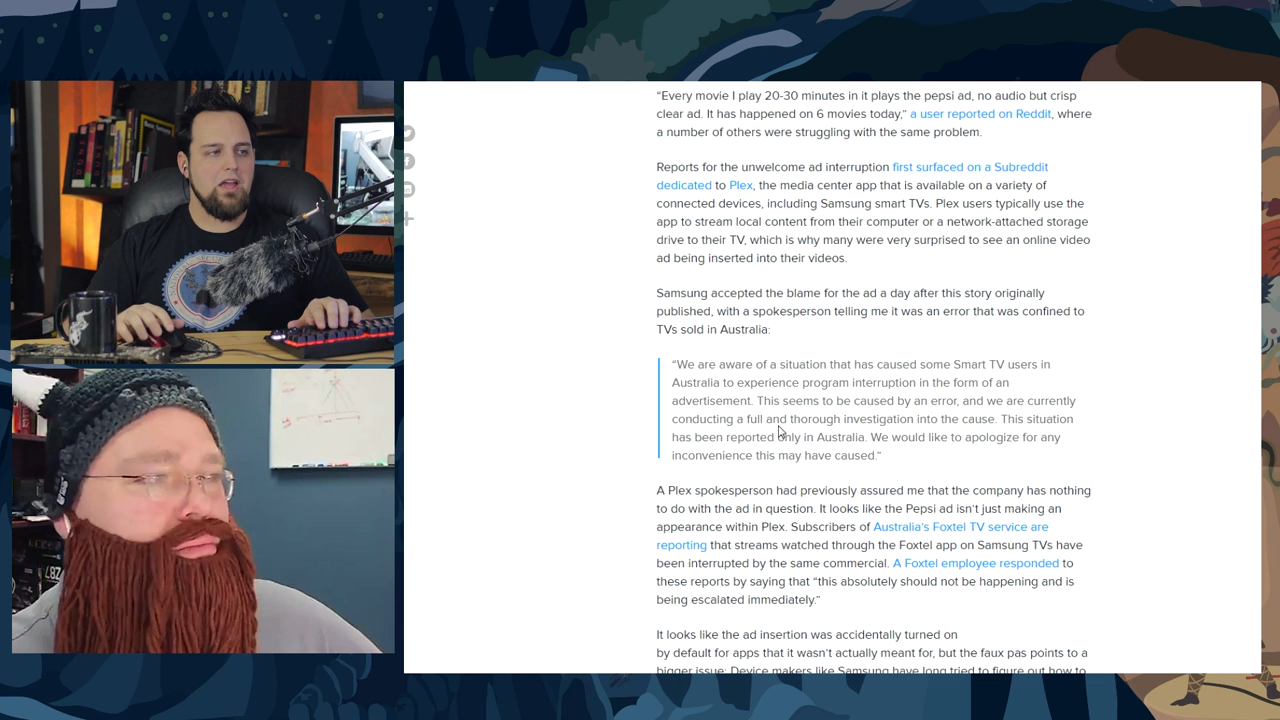 “Every movie I play 20-30 minutes in it plays the pepsi ad, no audio but crisp
clear ad. It has happened on 6 movies today,” a user reported on Reddit, where
a number of others were struggling with the same problem.
Reports for the unwelcome ad interruption first surfaced on a Subreddit
dedicated to Plex, the media center app that is available on a variety of
connected devices, including Samsung smart TVs. Plex users typically use the
app to stream local content from their computer or a network-attached storage
drive to their TV, which is why many were very surprised to see an online video
ad being inserted into their videos.
Samsung accepted the blame for the ad a day after this story originally
published, with a spokesperson telling me it was an error that was confined to
TVs sold in Australia:
“We are aware of a situation that has caused some Smart TV users in
Australia to experience program interruption in the form of an
advertisement. This seems to be caused by an error, and we are currently
conducting a full and thorough investigation into the cause. This situation
has been reported only in Australia. We would like to apologize for any
inconvenience this may have caused.”
A Plex spokesperson had previously assured me that the company has nothing
to do with the ad in question. It looks like the Pepsi ad isn’t just making an
appearance within Plex. Subscribers of Australia’s Foxtel TV service are
reporting that streams watched through the Foxtel app on Samsung TVs have
been interrupted by the same commercial. A Foxtel employee responded to
these reports by saying that “this absolutely should not be happening and is
being escalated immediately.”
It looks like the ad insertion was accidentally turned on
by default for apps that it wasn’t actually meant for, but the faux pas points to a
bigger issue: Device makers like Samsung have long tried to figure out how to